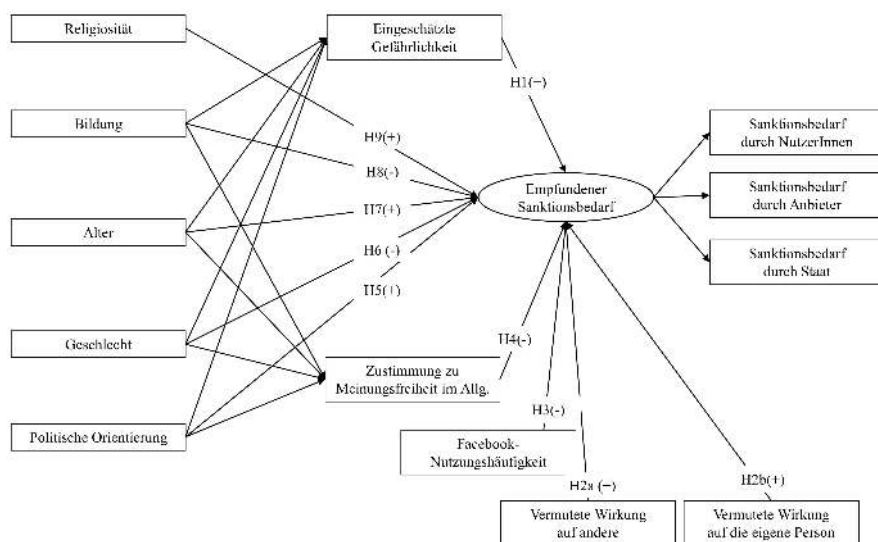 Religiosität
Eingeschätzte
Gefährlichkeit
H1(+)
Bildung
H9(+)
H8(-)
Sanktionsbedarf
durch NutzerInnen
Empfundener
Sanktionsbedarf
Sanktionsbedarf
durch Anbieter
H7(+)
Alter
H6 (-)
Sanktionsbedarf
durch Staat
H5(+)
Geschlecht
H4(-)
Zustimmung zu
Meinungsfreiheit im Allg.
H3(-)
Politische Orientierung
Facebook-
Nutzungshäufigkeit
H2a (+)
H2b(+)
Vermutete Wirkung
auf andere
Vermutete Wirkung
auf die eigene Person